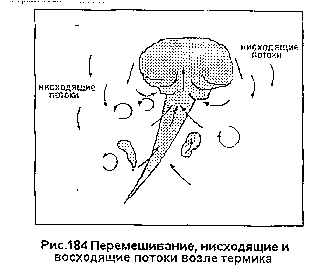 нисходящие
потоки
нисходящие
потоки
Рис.184 Перемешивание, нисходящие и
восходящие потоки возле термика